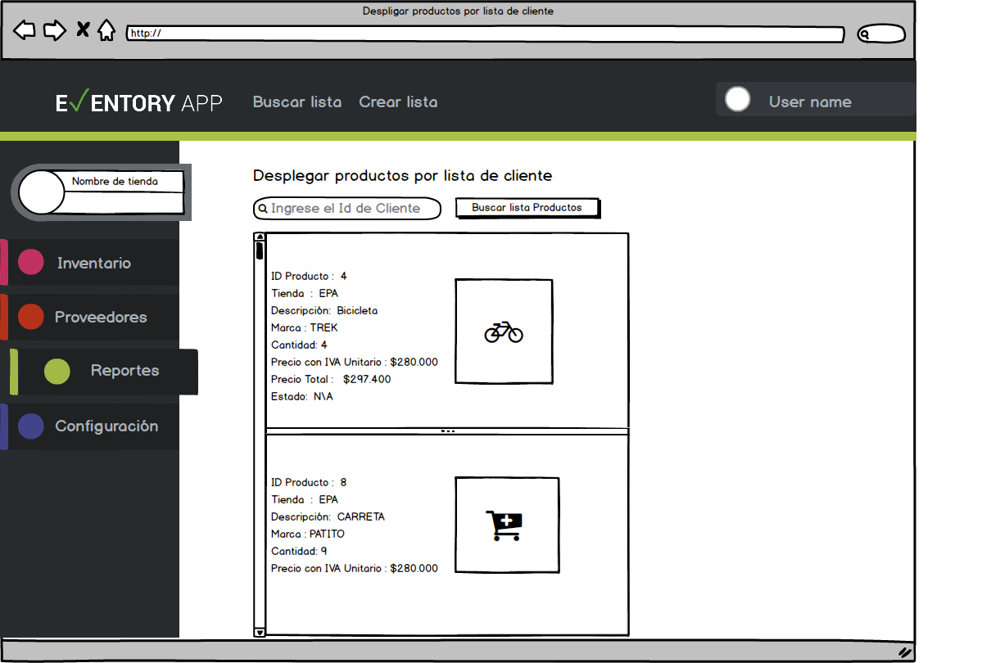 Despligar productos por lista de cliente
http://
E✓ENTORY APP
Buscar lista
Crear lista
User name
Nombre de tienda
Inventario
Proveedores
Reportes
Configuración
Desplegar productos por lista de cliente
Ingrese el Id de Cliente
Buscar lista Productos
ID Producto : 4
Tienda : EPA
Descripción: Bicicleta
Marca : TREK
Cantidad: 4
Precio con IVA Unitario : $280.000
Precio Total : $297.400
Estado: N\A
ID Producto : 8
Tienda : EPA
Descripción: CARRETA
Marca : PATITO
Cantidad: 9
Precio con IVA Unitario : $280.000